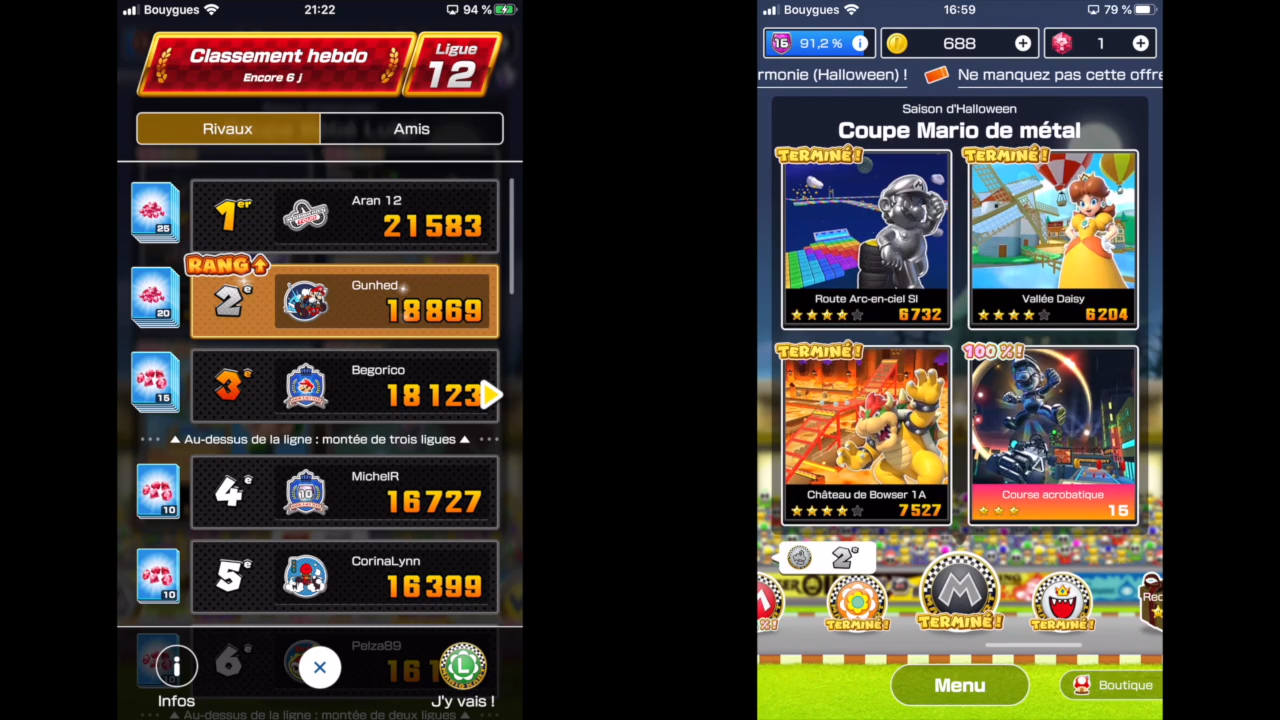 Bouygues 21:22 94 %
Classement hebdo
Encore 6 j
Ligue
12
Rivaux Amis
25 1er Aran 12
21583
RANG
20 2e Gunhed
18869
15 3e Begorico
18123
Au-dessus de la ligne : montée de trois ligues
10 4e MichelR
16727
10 5e CorinaLynn
16399
6e Pelza89
Infos
L
J'y vais !
Au-dessus de la ligne : montée de deux ligues
Bouygues 16:59 79 %
16 91,2 % i 688 + 1 +
rmonie (Halloween) ! Ne manquez pas cette offre
Saison d'Halloween
Coupe Mario de métal
TERMINÉ! TERMINÉ!
Route Arc-en-ciel SI Vallée Daisy
6732 6204
TERMINÉ! 100 %!
Château de Bowser 1A Course acrobatique
7527 15
2e
M
TERMINÉ! TERMINÉ! TERMINÉ!
Menu Boutique